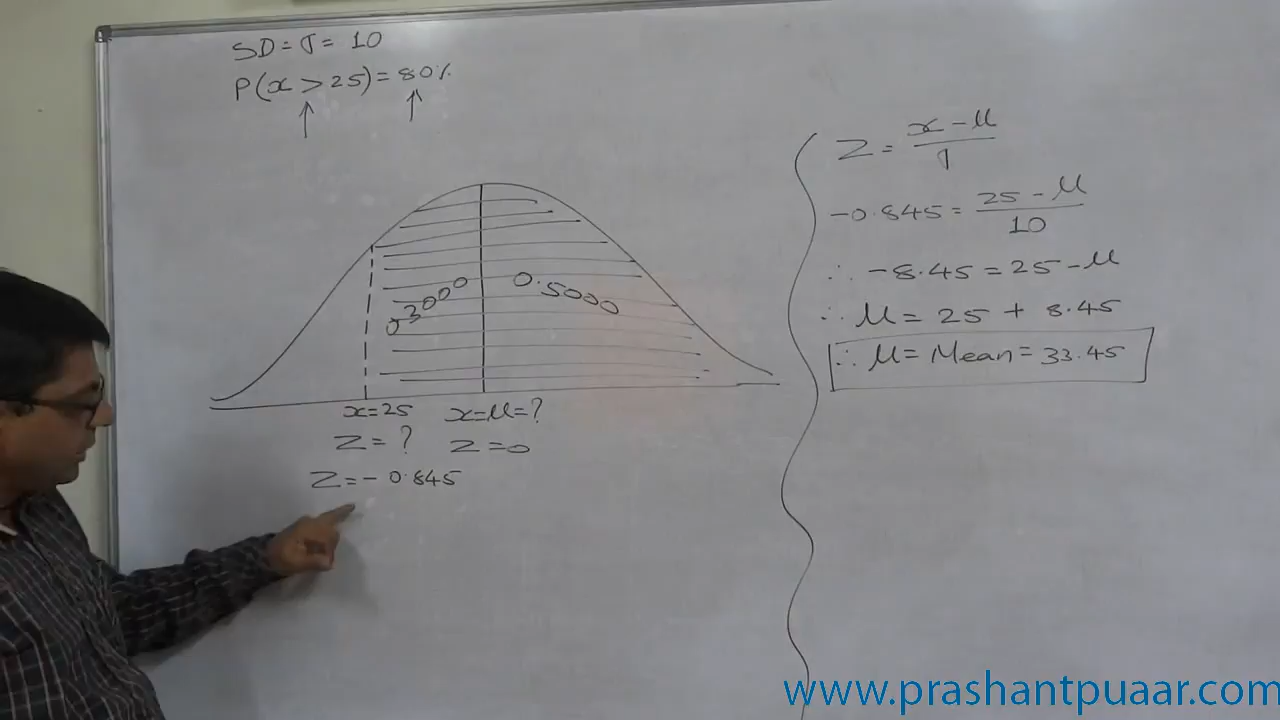 SD = σ = 10
P(x > 25) = 80%
↑ ↑
0.3000 0.5000
x=25 x=μ=?
Z = ? Z = 0
Z = - 0.845
Z = x - μ / σ
-0.845 = 25 - μ / 10
∴ -8.45 = 25 - μ
∴ μ = 25 + 8.45
∴ μ = Mean = 33.45
www.prashantpuaar.com